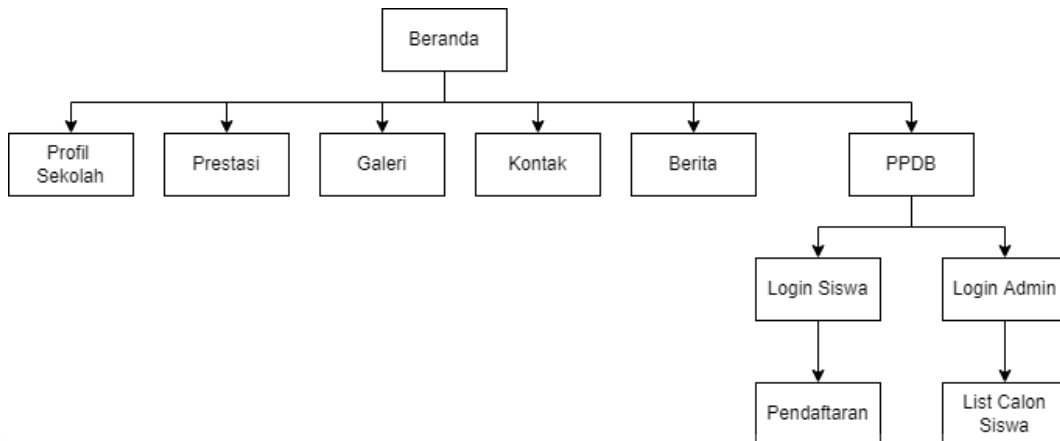 Beranda
Profil
Sekolah
Prestasi
Galeri
Kontak
Berita
PPDB
Login Siswa
Login Admin
Pendaftaran
List Calon
Siswa